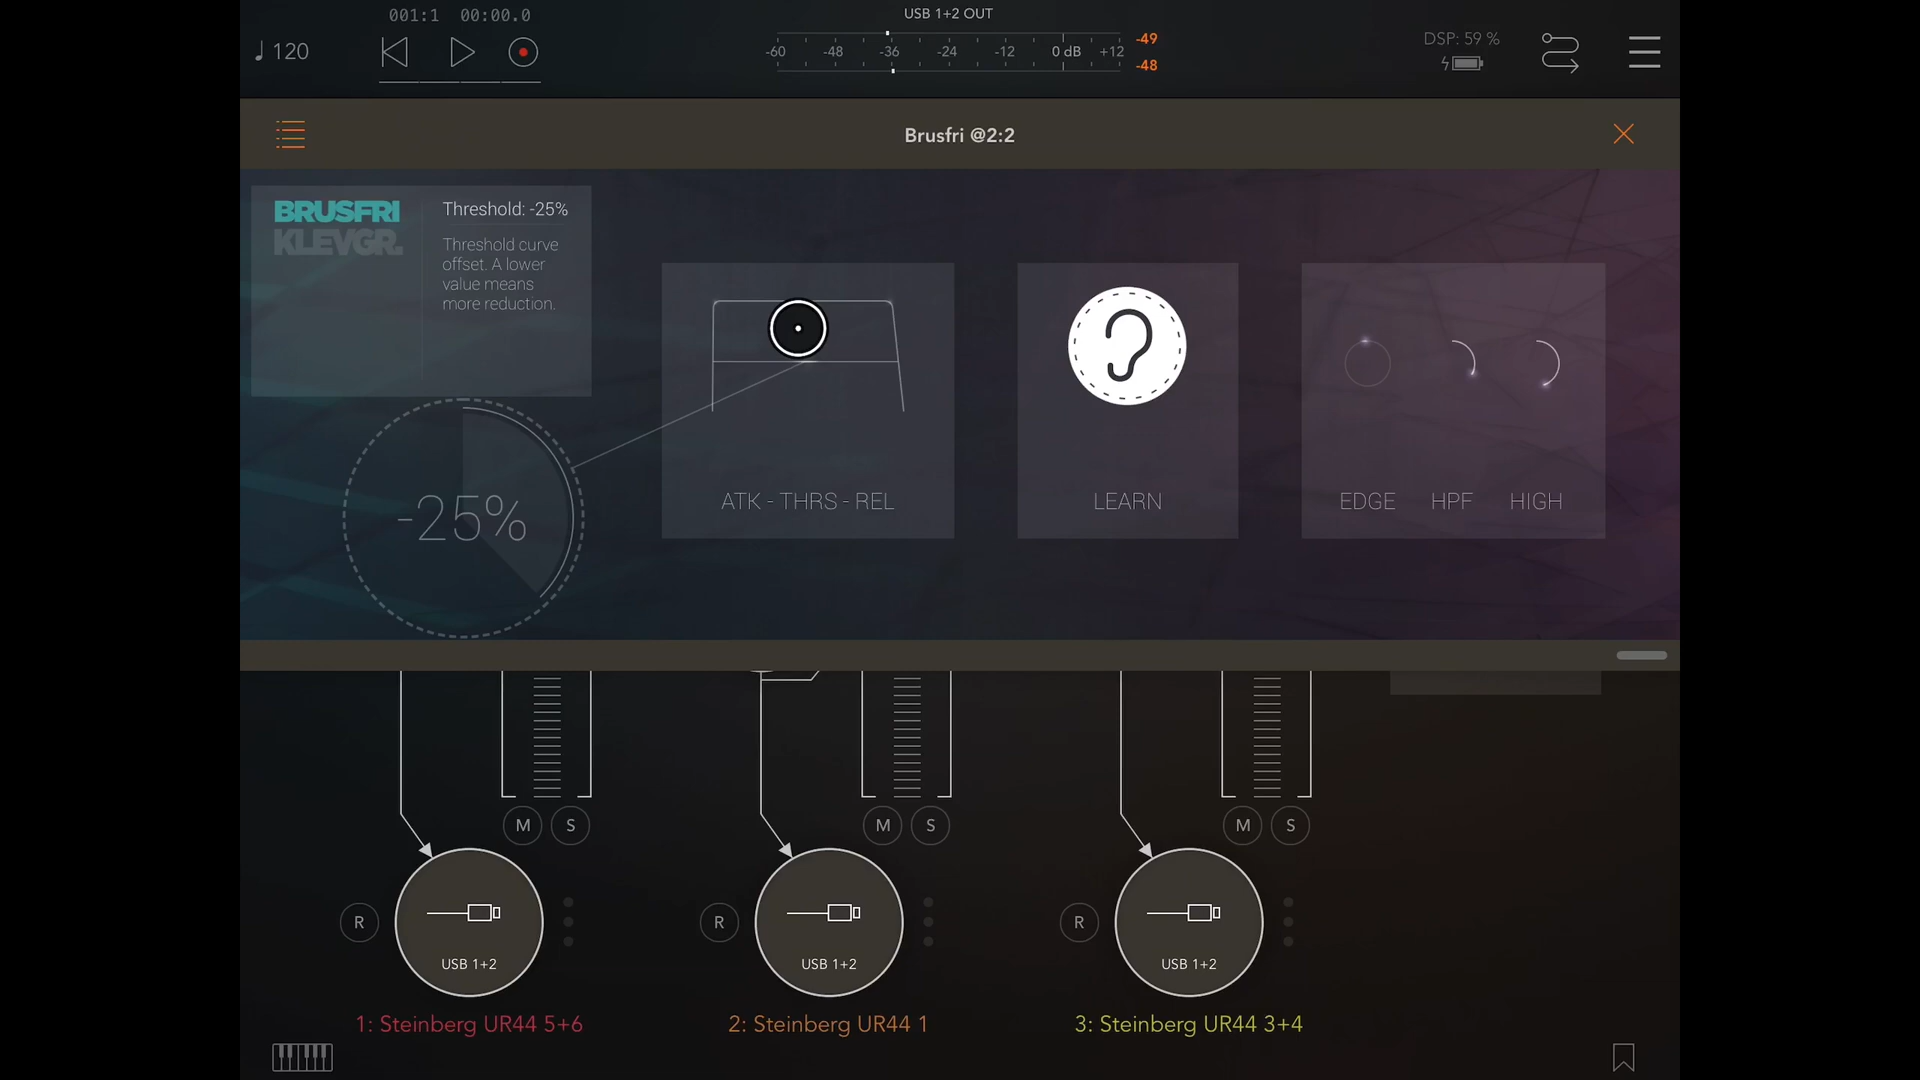 001:1 00:00.0
USB 1+2 OUT
120
-60 -48 -36 -24 -12 0 dB +12
-49
-48
DSP: 59 %
Brusfri @2:2
BRUSFRI
KLEVGR.
Threshold: -25%
Threshold curve
offset. A lower
value means
more reduction.
-25%
ATK - THRS - REL
LEARN
EDGE HPF HIGH
M S M S M S
R R R
USB 1+2 USB 1+2 USB 1+2
1: Steinberg UR44 5+6
2: Steinberg UR44 1
3: Steinberg UR44 3+4